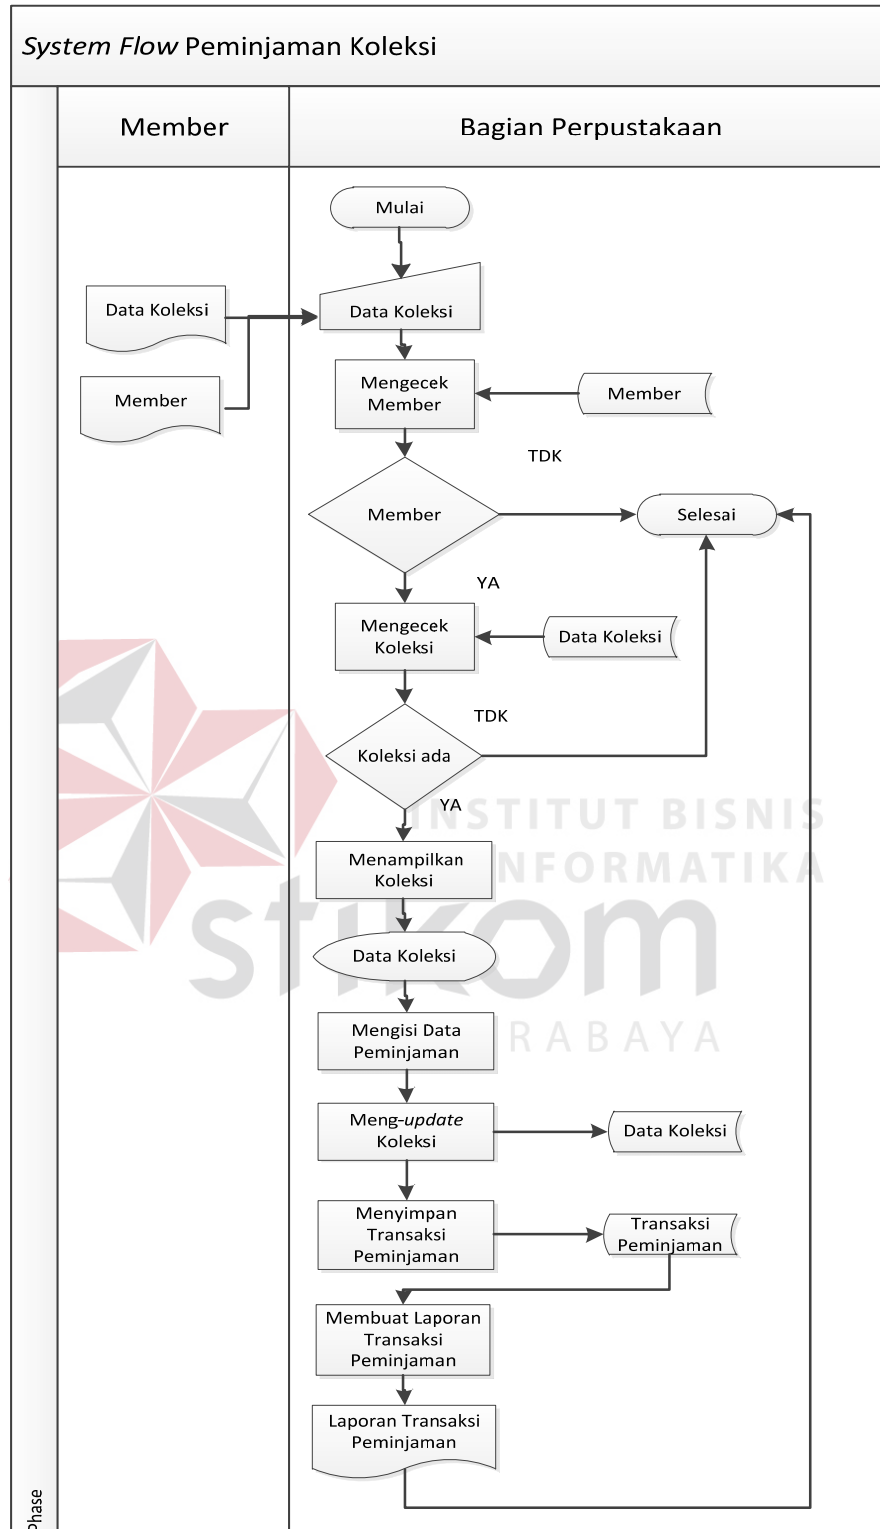 System Flow Peminjaman Koleksi
Member
Bagian Perpustakaan
Mulai
Data Koleksi
Data Koleksi
Mengecek
Member
Member
Member
TDK
Member
Selesai
YA
Mengecek
Koleksi
Data Koleksi
TDK
Koleksi ada
YA
INSTITUT BISNIS
Menampilkan
Koleksi
NFORMATIKA
stikom
Data Koleksi
Mengisi Data
Peminjaman
RABAYA
Meng-update
Koleksi
Data Koleksi
Menyimpan
Transaksi
Peminjaman
Transaksi
Peminjaman
Membuat Laporan
Transaksi
Peminjaman
Laporan Transaksi
Peminjaman
Phase